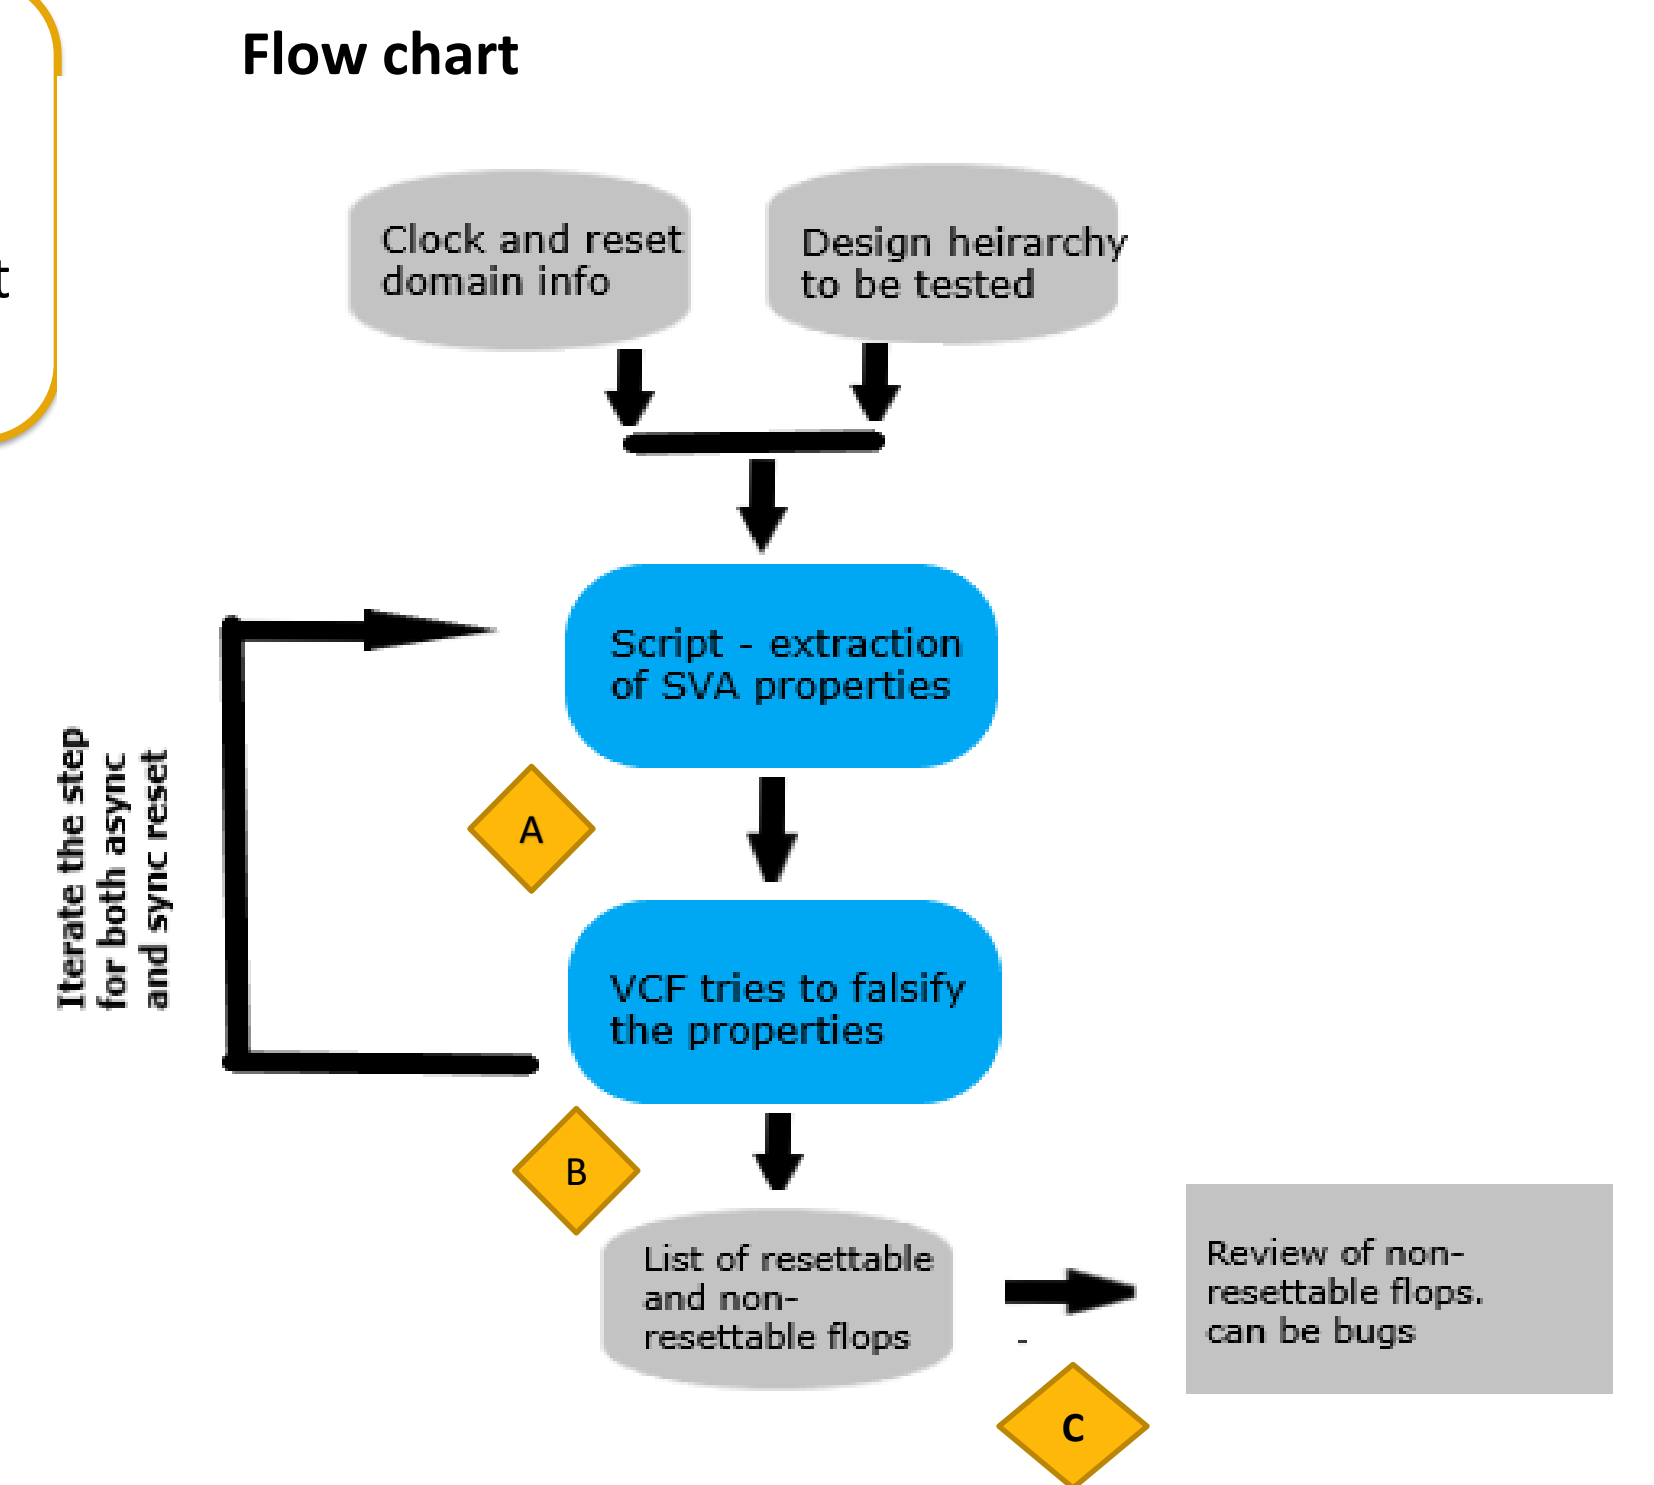 Flow chart
t
Clock and reset
domain info
Design heirarchy
to be tested
Script - extraction
of SVA properties
Iterate the step
for both async
and sync reset
A
VCF tries to falsify
the properties
B
List of resettable
and non-
resettable flops
-
Review of non-
resettable flops.
can be bugs
C